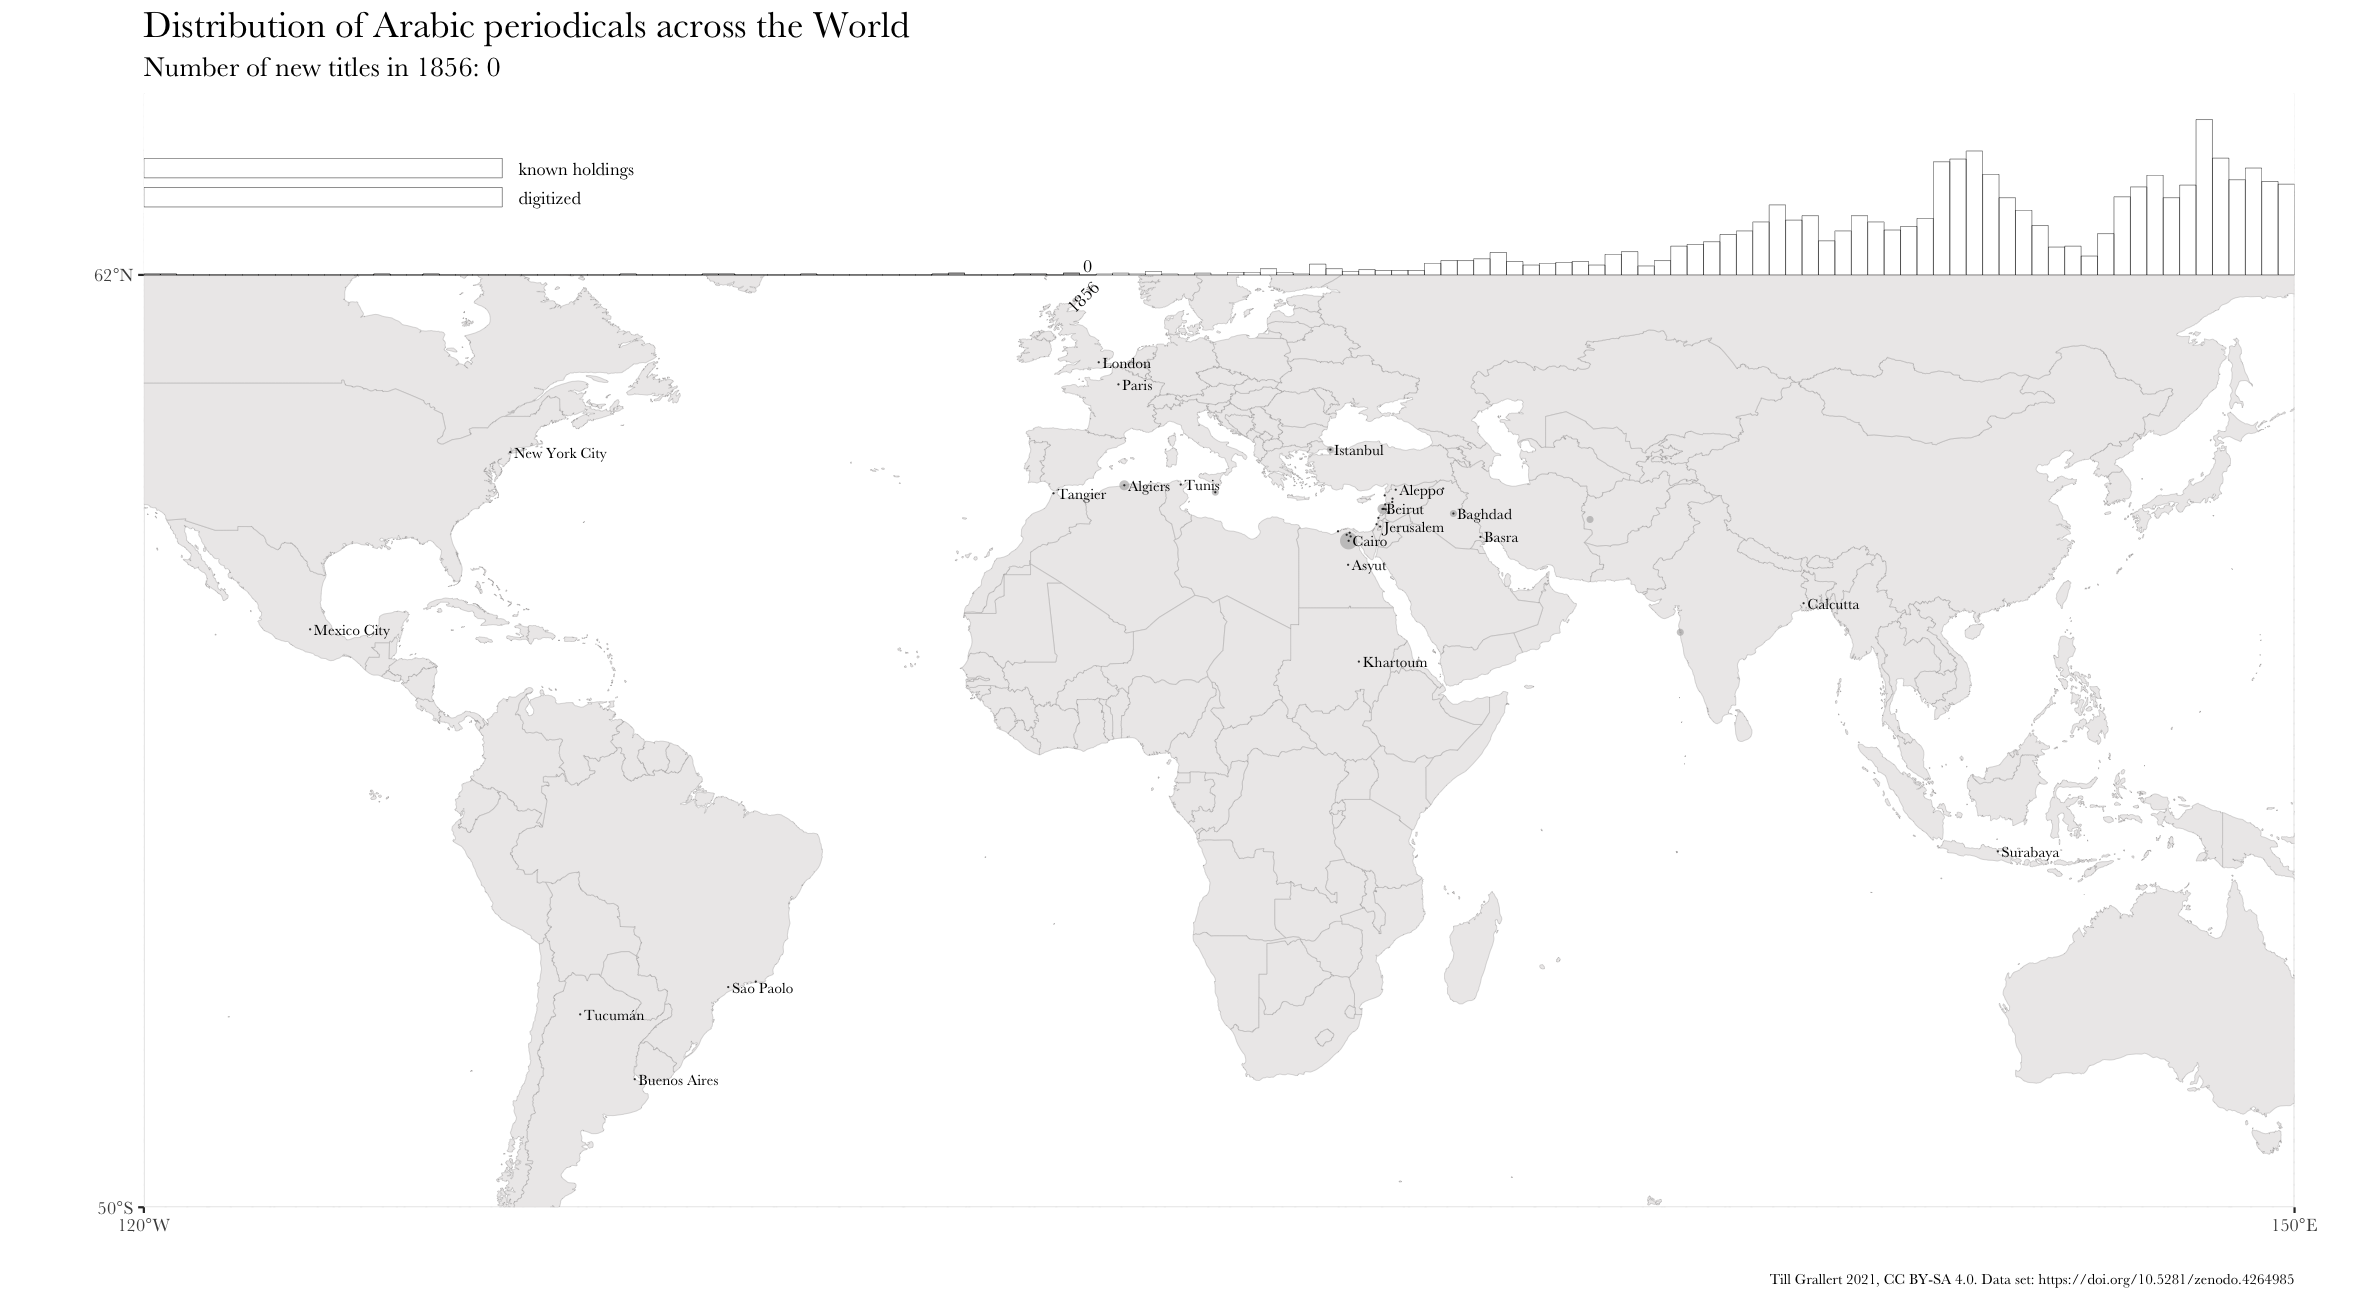 Distribution of Arabic periodicals across the World
Number of new titles in 1856: 0
known holdings
digitized
0
62°N
1856
London
Paris
Istanbul
New York City
Algiers
Tunis
Aleppo
Tangier
Beirut
Baghdad
Jerusalem
Basra
Cairo
Asyut
Calcutta
Mexico City
Khartoum
Surabaya
Sao Paolo
Tucumán
Buenos Aires
50°S
120°W
150°E
Till Grallert 2021, CC BY-SA 4.0. Data set: https://doi.org/10.5281/zenodo.4264985